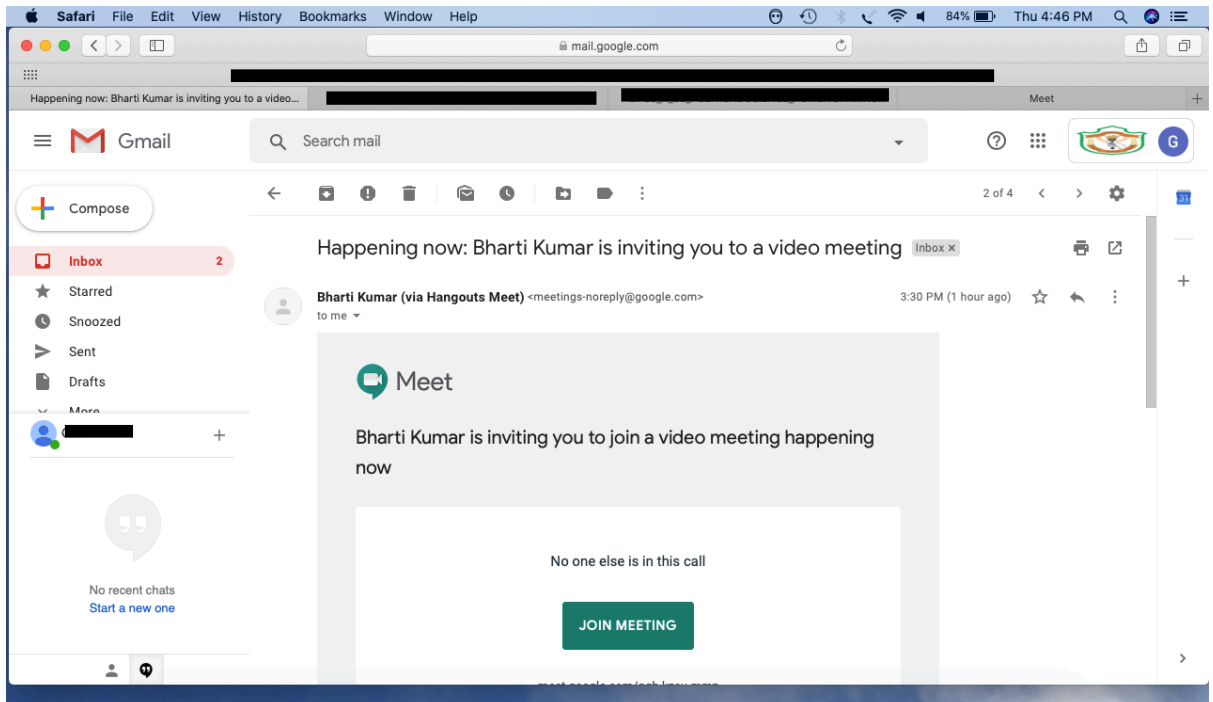 Safari File Edit View History Bookmarks Window Help 84% Thu 4:46 PM
mail.google.com
Happening now: Bharti Kumar is inviting you to a video... Meet
Gmail Search mail G
Compose 2 of 4 31
Happening now: Bharti Kumar is inviting you to a video meeting Inbox x
Inbox 2
Starred
Bharti Kumar (via Hangouts Meet) <meetings-noreply@google.com> 3:30 PM (1 hour ago)
to me
Snoozed
Sent
Drafts
More
Meet
Bharti Kumar is inviting you to join a video meeting happening
now
No one else is in this call
No recent chats
Start a new one
JOIN MEETING